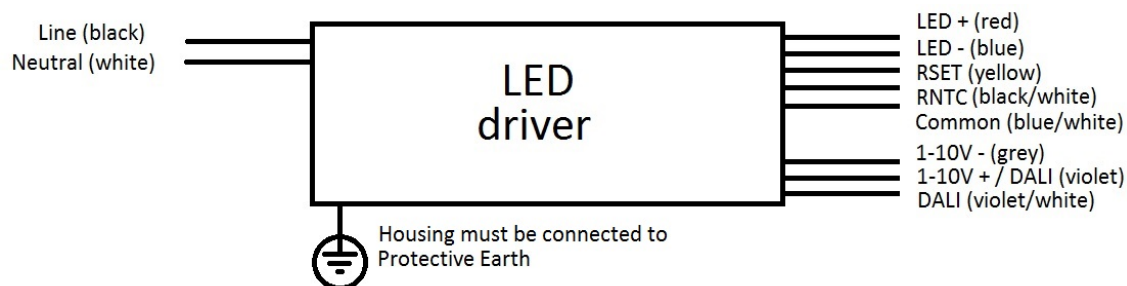 Line (black)
Neutral (white)
LED
driver
LED + (red)
LED - (blue)
RSET (yellow)
RNTC (black/white)
Common (blue/white)
1-10V - (grey)
1-10V + / DALI (violet)
DALI (violet/white)
Housing must be connected to
Protective Earth